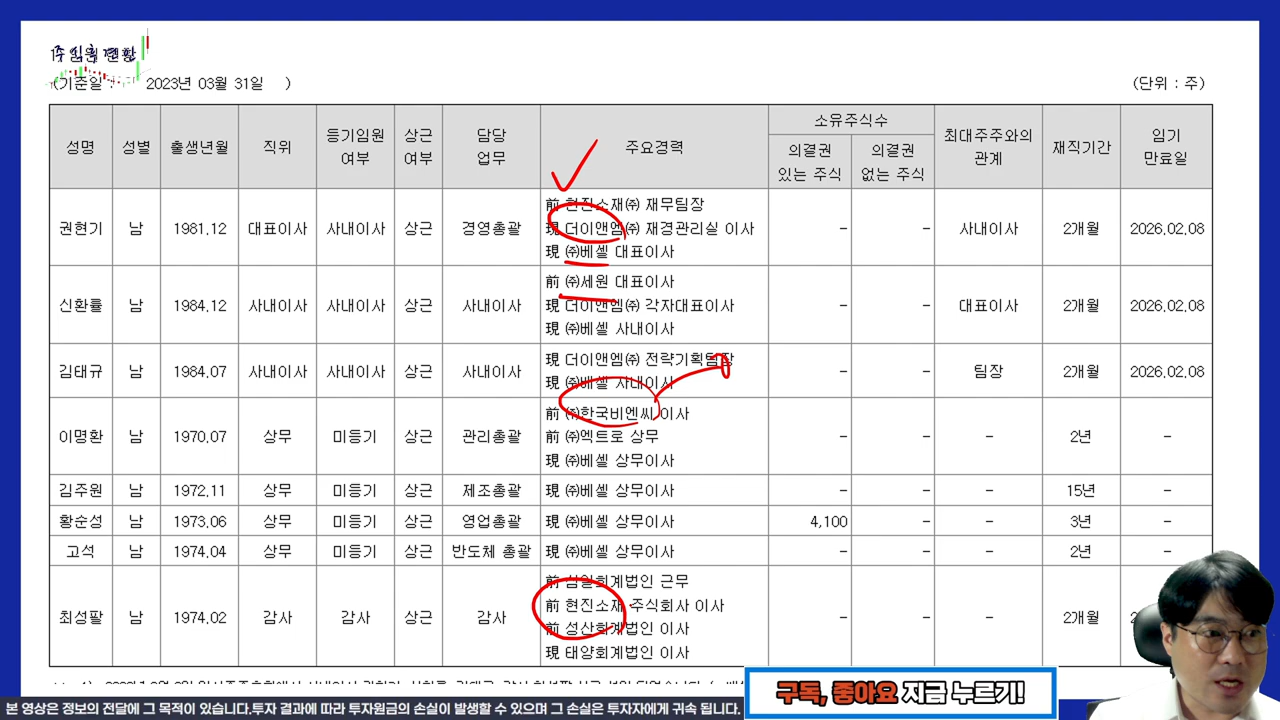 (기준일 : 2023년 03월 31일 )
(단위 : 주)
성명 성별 출생년월 직위 등기임원 여부 상근 여부 담당 업무 주요경력 소유주식수 최대주주와의 관계 재직기간 임기 만료일
의결권 있는 주식 의결권 없는 주식
권현기 남 1981.12 대표이사 사내이사 상근 경영총괄
前 현진소재㈜ 재무팀장
現 더이앤엠㈜ 재경관리실 이사
現 ㈜베셀 대표이사
- - 사내이사 2개월 2026.02.08
신환률 남 1984.12 사내이사 사내이사 상근 사내이사
前 ㈜세원 대표이사
現 더이앤엠㈜ 각자대표이사
現 ㈜베셀 사내이사
- - 대표이사 2개월 2026.02.08
김태규 남 1984.07 사내이사 사내이사 상근 사내이사
現 더이앤엠㈜ 전략기획팀장
現 ㈜베셀 사내이사
- - 팀장 2개월 2026.02.08
이명환 남 1970.07 상무 미등기 상근 관리총괄
前 ㈜한국비엔씨 이사
前 ㈜엑트로 상무
現 ㈜베셀 상무이사
- - - 2년 -
김주원 남 1972.11 상무 미등기 상근 제조총괄 現 ㈜베셀 상무이사 - - - 15년 -
황순성 남 1973.06 상무 미등기 상근 영업총괄 現 ㈜베셀 상무이사 4,100 - - 3년 -
고석 남 1974.04 상무 미등기 상근 반도체 총괄 現 ㈜베셀 상무이사 - - - 2년 -
최성팔 남 1974.02 감사 감사 상근 감사
前 삼일회계법인 근무
前 현진소재 주식회사 이사
前 성산회계법인 이사
現 태양회계법인 이사
- - - 2개월
구독, 좋아요 지금 누르기!
본 영상은 정보의 전달에 그 목적이 있습니다.투자 결과에 따라 투자원금의 손실이 발생할 수 있으며 그 손실은 투자자에게 귀속 됩니다.